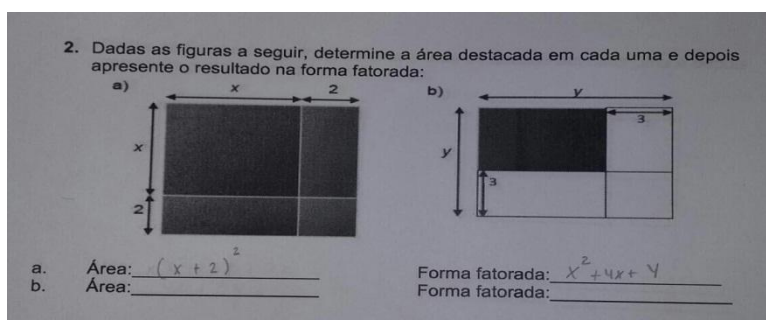 2. Dadas as figuras a seguir, determine a área destacada em cada uma e depois
apresente o resultado na forma fatorada:
a) x 2 b) y
3
x y
3
2
a. Área: (x + 2)² Forma fatorada: x² + 4x + Y
b. Área: Forma fatorada: